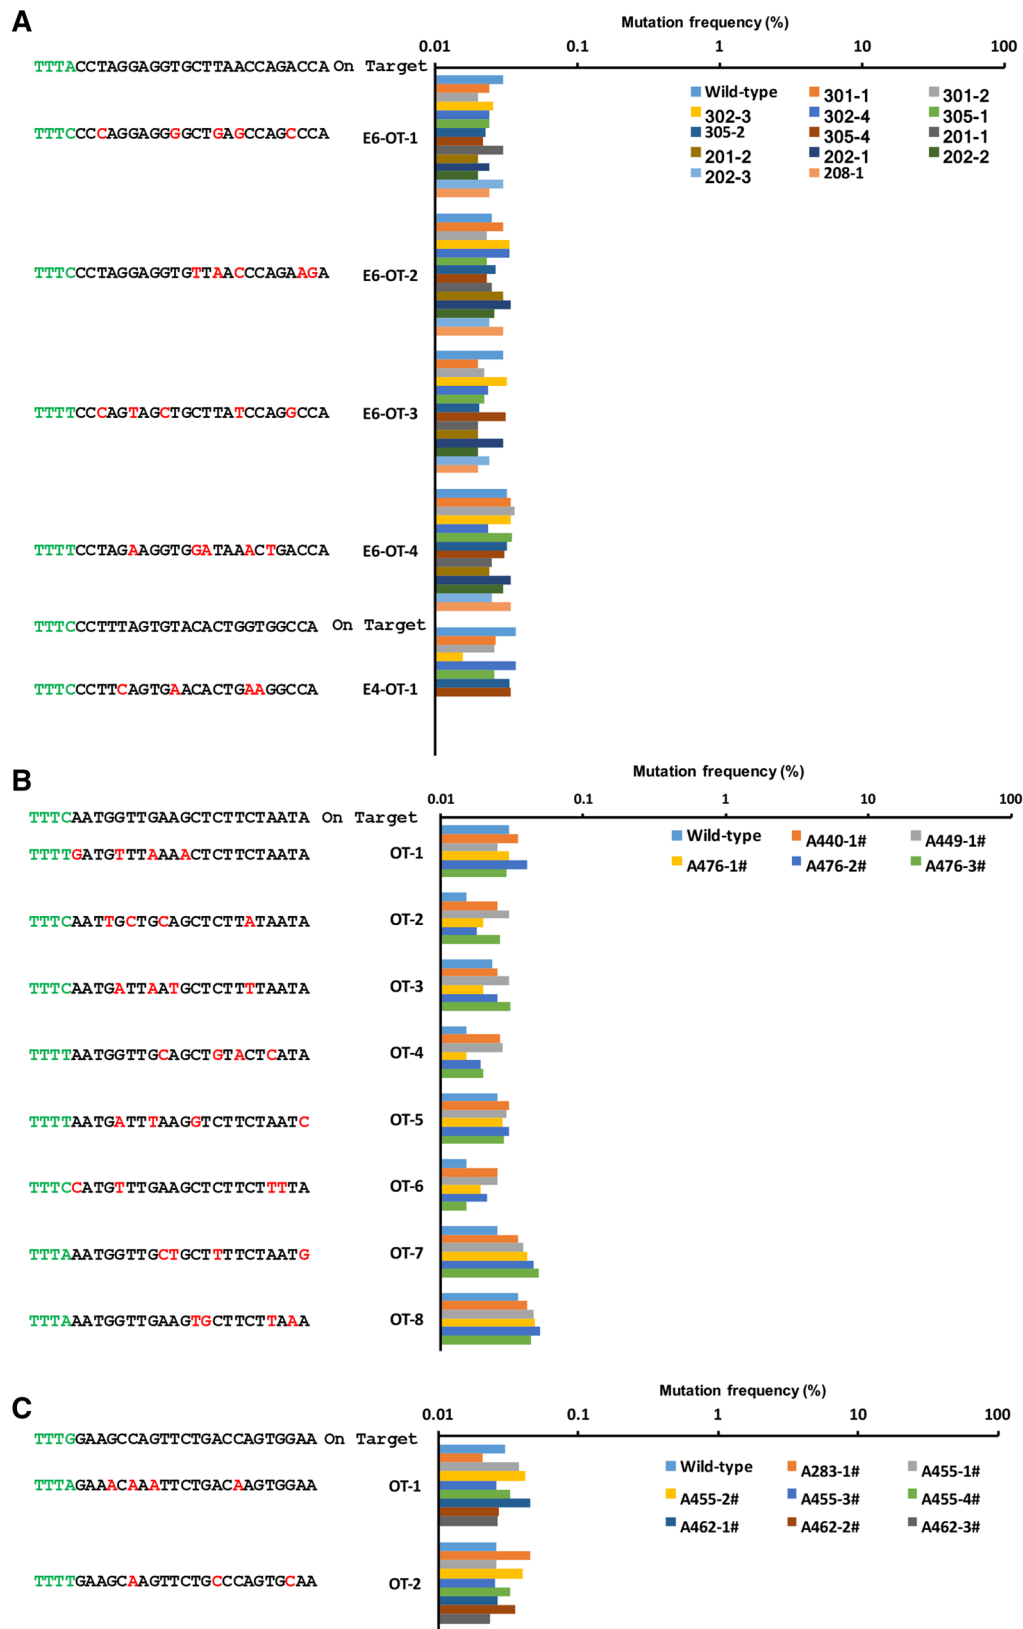 A
Mutation frequency (%)
0.01 0.1 1 10 100
TTTACCTAGGAGGTGCTTAACCAGACCA On Target
Wild-type 301-1 301-2
302-3 302-4 305-1
305-2 305-4 201-1
201-2 202-1 202-2
202-3 208-1
TTTCCCCAGGAGGGGCTGAGCCAGCCCA E6-OT-1
TTTCCCTAGGAGGTGTTAACCCAGAAGA E6-OT-2
TTTTCCCAGTAGCTGCTTATCCAGGCCA E6-OT-3
TTTTCCTAGAAGGTGGATAAACTGACCA E6-OT-4
TTTCCCTTTAGTGTACACTGGTGGCCA On Target
TTTCCCTTCAGTGAACACTGAAGGCCA E4-OT-1
B
Mutation frequency (%)
0.01 0.1 1 10 100
TTTCAATGGTTGAAGCTCTTCTAATA On Target
Wild-type A440-1# A449-1#
A476-1# A476-2# A476-3#
TTTTGATGTTTAAAACTCTTCTAATA OT-1
TTTCAATTGCTGCAGCTCTTATAATA OT-2
TTTCAATGATTAATGCTCTTTTAATA OT-3
TTTTAATGGTTGCAGCTGTACTCATA OT-4
TTTTAATGATTTAAGGTCTTCTAATC OT-5
TTTCCATGTTTGAAGCTCTTCTTTTA OT-6
TTTAAATGGTTGCTGCTTTTCTAATG OT-7
TTTAAATGGTTGAAGTGCTTCTTAAA OT-8
C
Mutation frequency (%)
0.01 0.1 1 10 100
TTTGGAAGCCAGTTCTGACCAGTGGAA On Target
Wild-type A283-1# A455-1#
A455-2# A455-3# A455-4#
A462-1# A462-2# A462-3#
TTTAGAAACAAATTCTGACAAGTGGAA OT-1
TTTTGAAGCAAGTTCTGCCCAGTGCAA OT-2